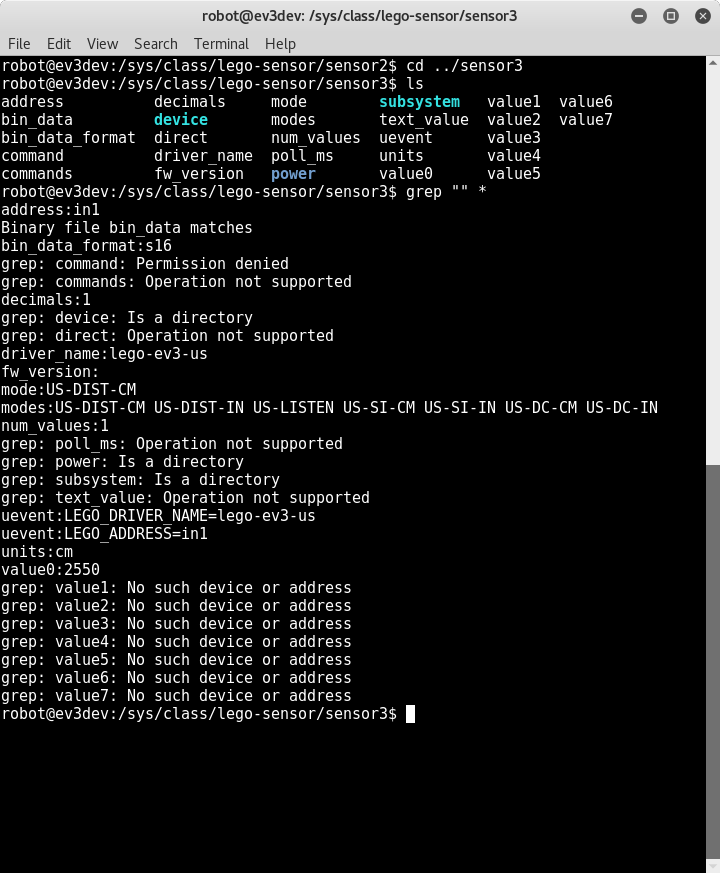 robot@ev3dev: /sys/class/lego-sensor/sensor3
File Edit View Search Terminal Help
robot@ev3dev:/sys/class/lego-sensor/sensor2$ cd ../sensor3
robot@ev3dev:/sys/class/lego-sensor/sensor3$ ls
address decimals mode subsystem value1 value6
bin_data device modes text_value value2 value7
bin_data_format direct num_values uevent value3
command driver_name poll_ms units value4
commands fw_version power value0 value5
robot@ev3dev:/sys/class/lego-sensor/sensor3$ grep "" *
address:in1
Binary file bin_data matches
bin_data_format:s16
grep: command: Permission denied
grep: commands: Operation not supported
decimals:1
grep: device: Is a directory
grep: direct: Operation not supported
driver_name:lego-ev3-us
fw_version:
mode:US-DIST-CM
modes:US-DIST-CM US-DIST-IN US-LISTEN US-SI-CM US-SI-IN US-DC-CM US-DC-IN
num_values:1
grep: poll_ms: Operation not supported
grep: power: Is a directory
grep: subsystem: Is a directory
grep: text_value: Operation not supported
uevent:LEGO_DRIVER_NAME=lego-ev3-us
uevent:LEGO_ADDRESS=in1
units:cm
value0:2550
grep: value1: No such device or address
grep: value2: No such device or address
grep: value3: No such device or address
grep: value4: No such device or address
grep: value5: No such device or address
grep: value6: No such device or address
grep: value7: No such device or address
robot@ev3dev:/sys/class/lego-sensor/sensor3$